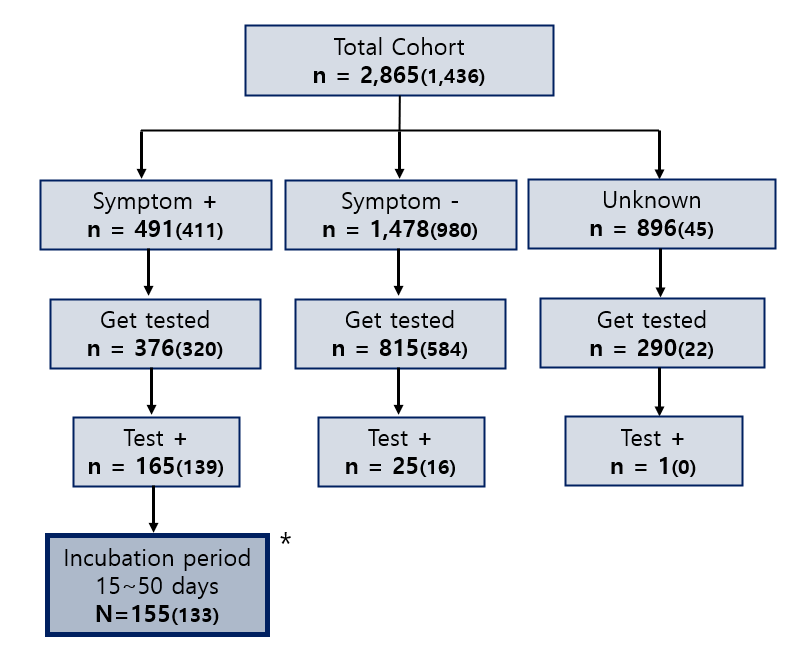 Total Cohort
n = 2,865(1,436)
Symptom +
n = 491(411)
Symptom -
n = 1,478(980)
Unknown
n = 896(45)
Get tested
n = 376(320)
Get tested
n = 815(584)
Get tested
n = 290(22)
Test +
n = 165(139)
Test +
n = 25(16)
Test +
n = 1(0)
Incubation period
15~50 days
N=155(133)
*